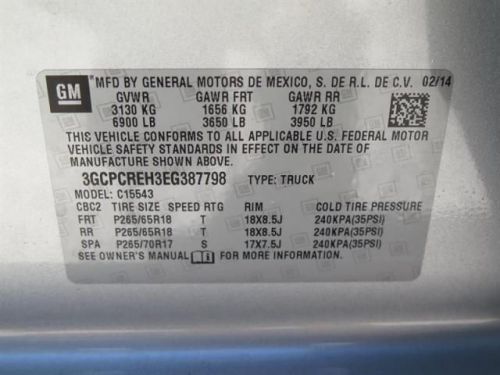 GM MFD BY GENERAL MOTORS DE MEXICO, S. DE R.L. DE C.V. 02/14
GVWR GAWR FRT GAWR RR
3130 KG 1656 KG 1792 KG
6900 LB 3650 LB 3950 LB
THIS VEHICLE CONFORMS TO ALL APPLICABLE U.S. FEDERAL MOTOR
VEHICLE SAFETY STANDARDS IN EFFECT ON THE DATE OF MANUFACTURE
SHOWN ABOVE.
3GCPCREH3EG387798 TYPE: TRUCK
MODEL: C15543
CBC2 TIRE SIZE SPEED RTG RIM COLD TIRE PRESSURE
FRT P265/65R18 T 18X8.5J 240KPA(35PSI)
RR P265/65R18 T 18X8.5J 240KPA(35PSI)
SPA P265/70R17 S 17X7.5J 240KPA(35PSI)
SEE OWNER'S MANUAL FOR MORE INFORMATION.